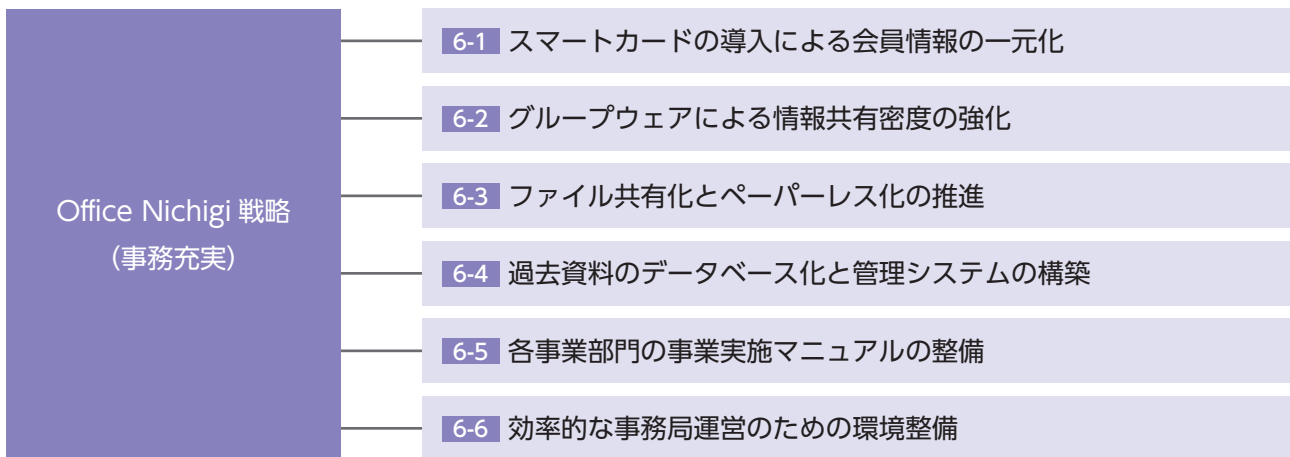 Office Nichigi 戦略
(事務充実)
6-1 スマートカードの導入による会員情報の一元化
6-2 グループウェアによる情報共有密度の強化
6-3 ファイル共有化とペーパーレス化の推進
6-4 過去資料のデータベース化と管理システムの構築
6-5 各事業部門の事業実施マニュアルの整備
6-6 効率的な事務局運営のための環境整備